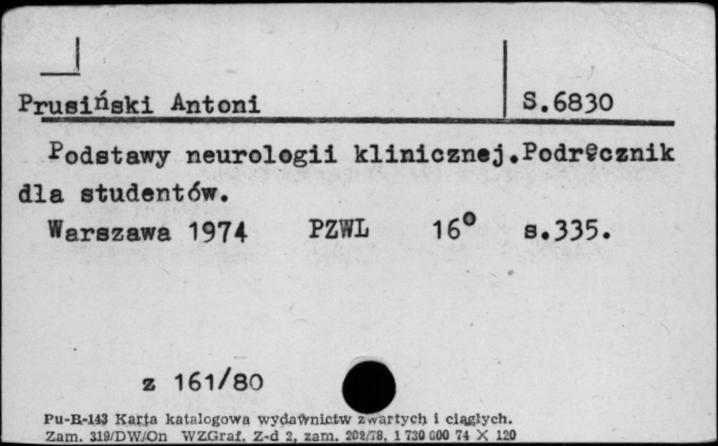 Prusiński Antoni S.6830
Podstawy neurologii klinicznej.Podręcznik
dla studentów.
Warszawa 1974 PZWL 16° s.335.
z 161/80
Pu-B-143 Karta katalogowa wydawnictw zwartych i ciągłych.
Zam. 319/DW/On WZGraf. Z-d 2, zam. 202/78, 1 730 000 74 X 120